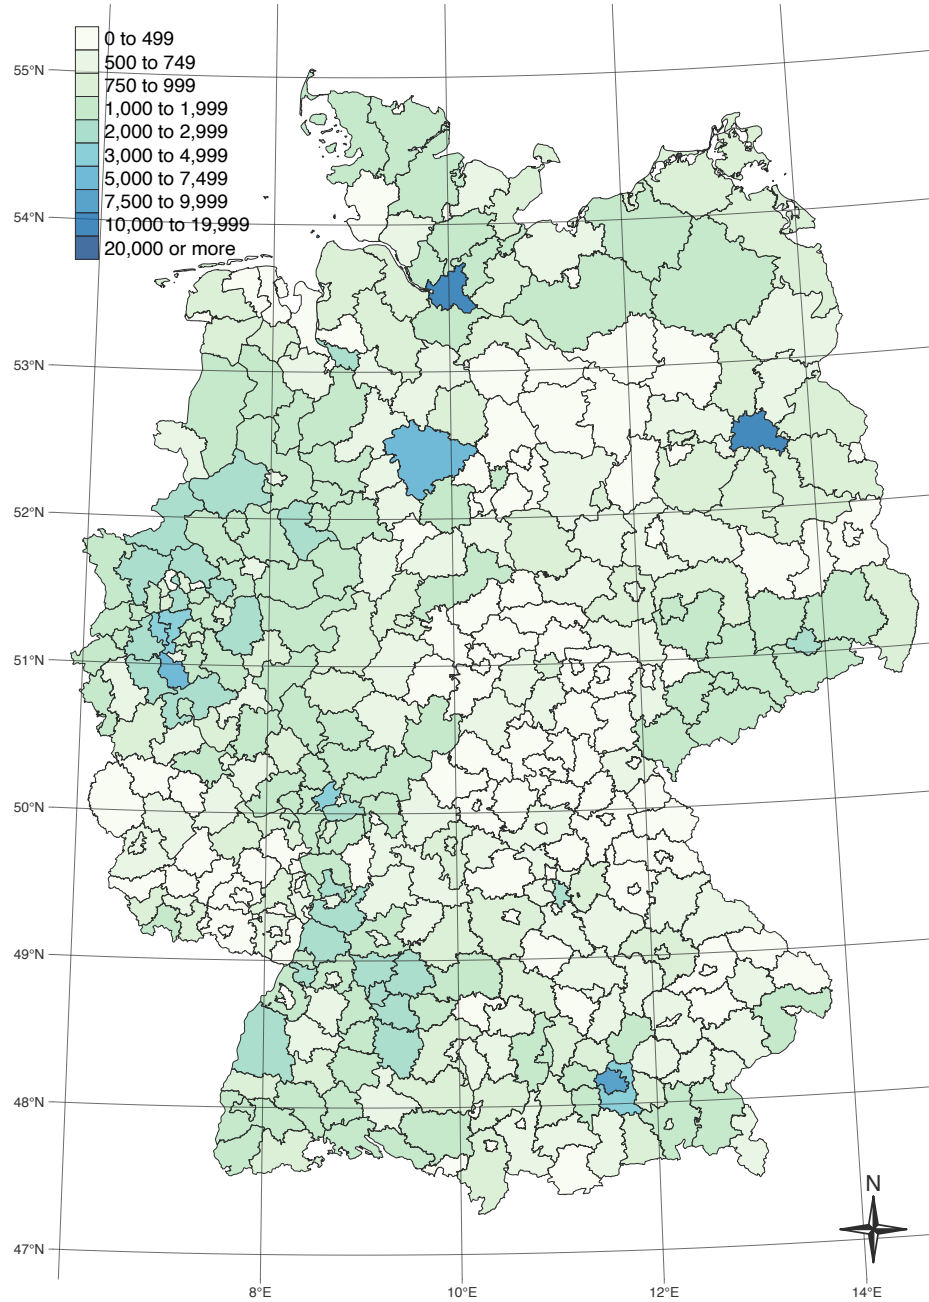 0 to 499
500 to 749
750 to 999
1,000 to 1,999
2,000 to 2,999
3,000 to 4,999
5,000 to 7,499
7,500 to 9,999
10,000 to 19,999
20,000 or more
55°N
54°N
53°N
52°N
51°N
50°N
49°N
48°N
47°N
N
8°E 10°E 12°E 14°E